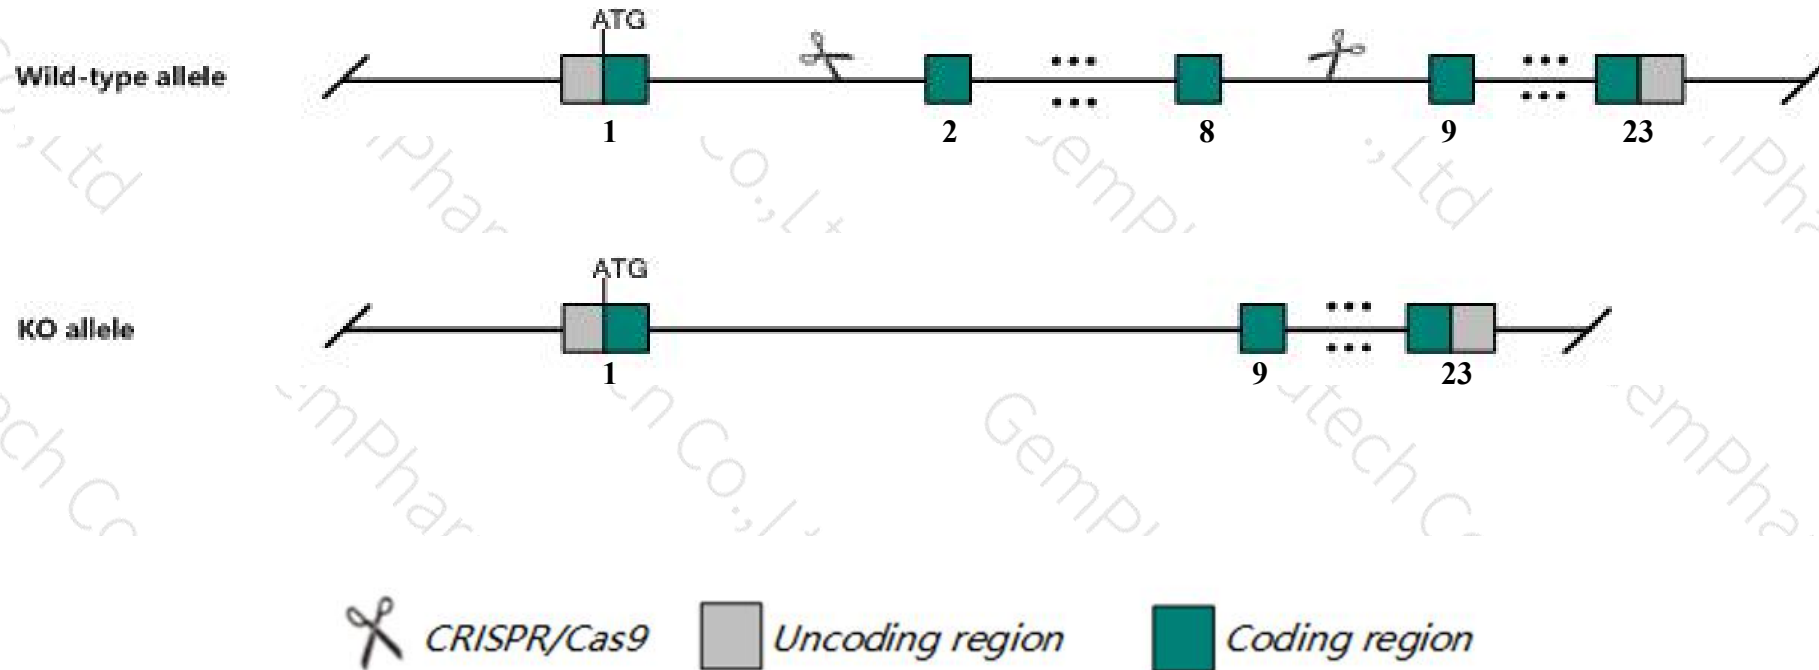 ATG
Wild-type allele
1 2 8 9 23
ATG
KO allele
1 9 23
CRISPR/Cas9 Uncoding region Coding region